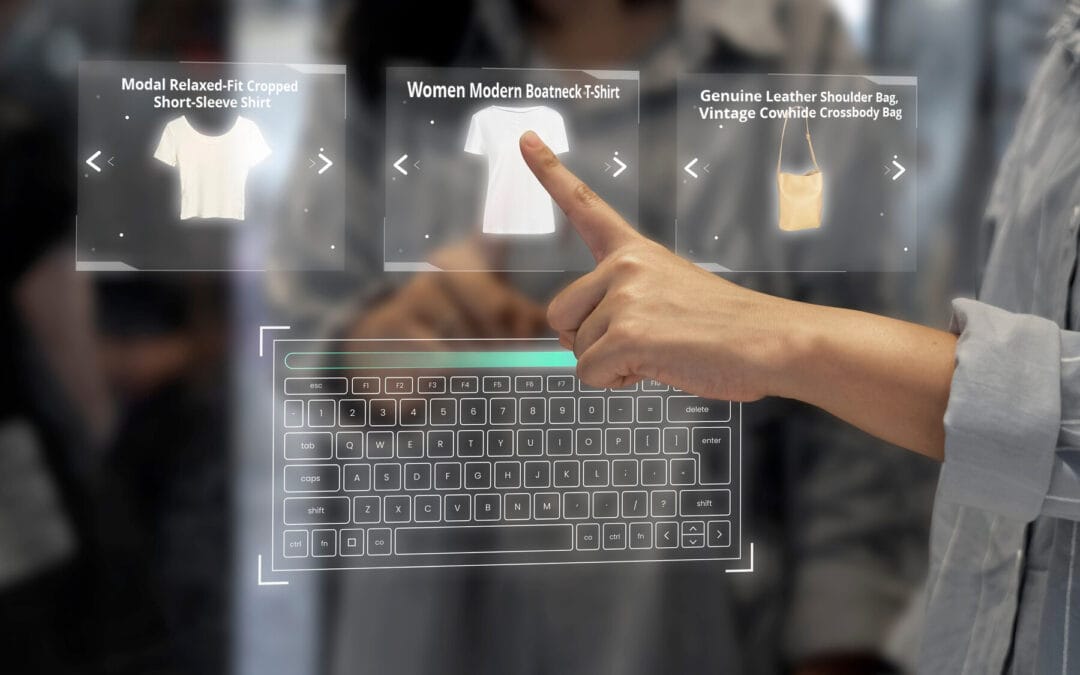 Modal Relaxed-Fit Cropped
Short-Sleeve Shirt
Women Modern Boatneck T-Shirt
Genuine Leather Shoulder Bag,
Vintage Cowhide Crossbody Bag
esc F1 F2 F3 F4 F5 F6 F7
- 1 2 3 4 5 6 7 8 9 0 - = delete
tab Q W E R T Y U I O P [ ] enter
caps A S D F G H J K L ;
shift Z X C V B N M / ? shift
ctrl fn co co ctrl fn